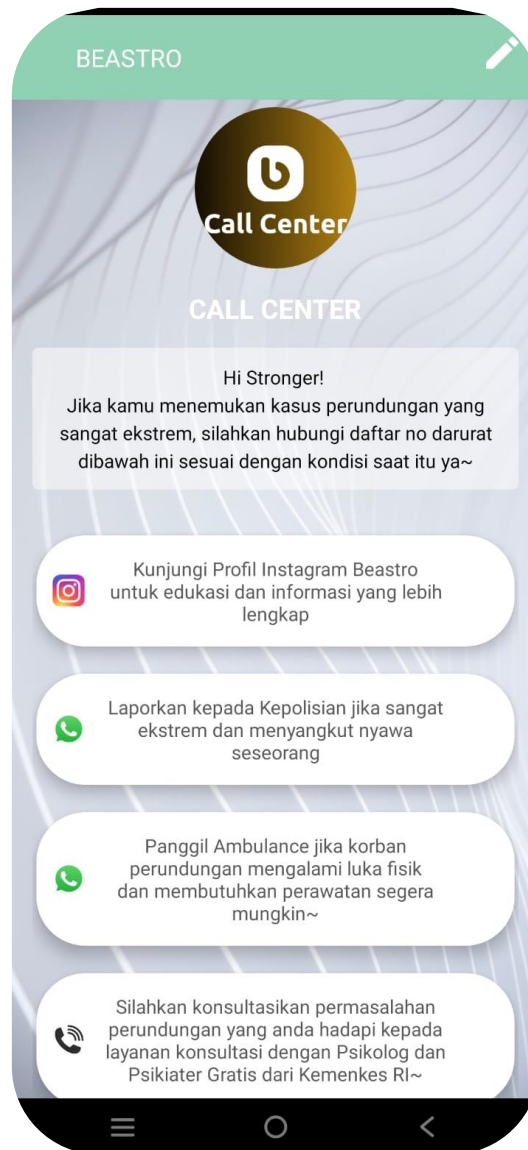 BEASTRO
b
Call Center
CALL CENTER
Hi Stronger!
Jika kamu menemukan kasus perundungan yang
sangat ekstrem, silahkan hubungi daftar no darurat
dibawah ini sesuai dengan kondisi saat itu ya~
Kunjungi Profil Instagram Beastro
untuk edukasi dan informasi yang lebih
lengkap
Laporkan kepada Kepolisian jika sangat
ekstrem dan menyangkut nyawa
seseorang
Panggil Ambulance jika korban
perundungan mengalami luka fisik
dan membutuhkan perawatan segera
mungkin~
Silahkan konsultasikan permasalahan
perundungan yang anda hadapi kepada
layanan konsultasi dengan Psikolog dan
Psikiater Gratis dari Kemenkes RI~